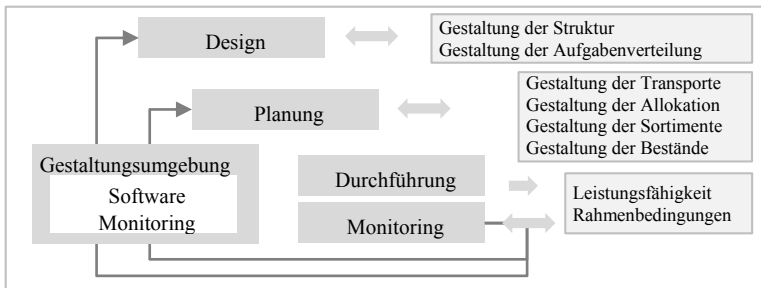 Design
Gestaltung der Struktur
Gestaltung der Aufgabenverteilung
Planung
Gestaltung der Transporte
Gestaltung der Allokation
Gestaltung der Sortimente
Gestaltung der Bestände
Gestaltungsumgebung
Software
Monitoring
Durchführung
Monitoring
Leistungsfähigkeit
Rahmenbedingungen